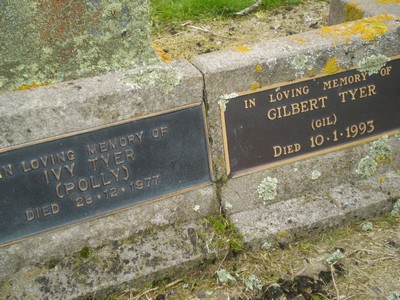 IN LOVING MEMORY OF
IVY TYER
(POLLY)
DIED 28·12·1977
IN LOVING MEMORY OF
GILBERT TYER
(GIL)
DIED 10·1·1993